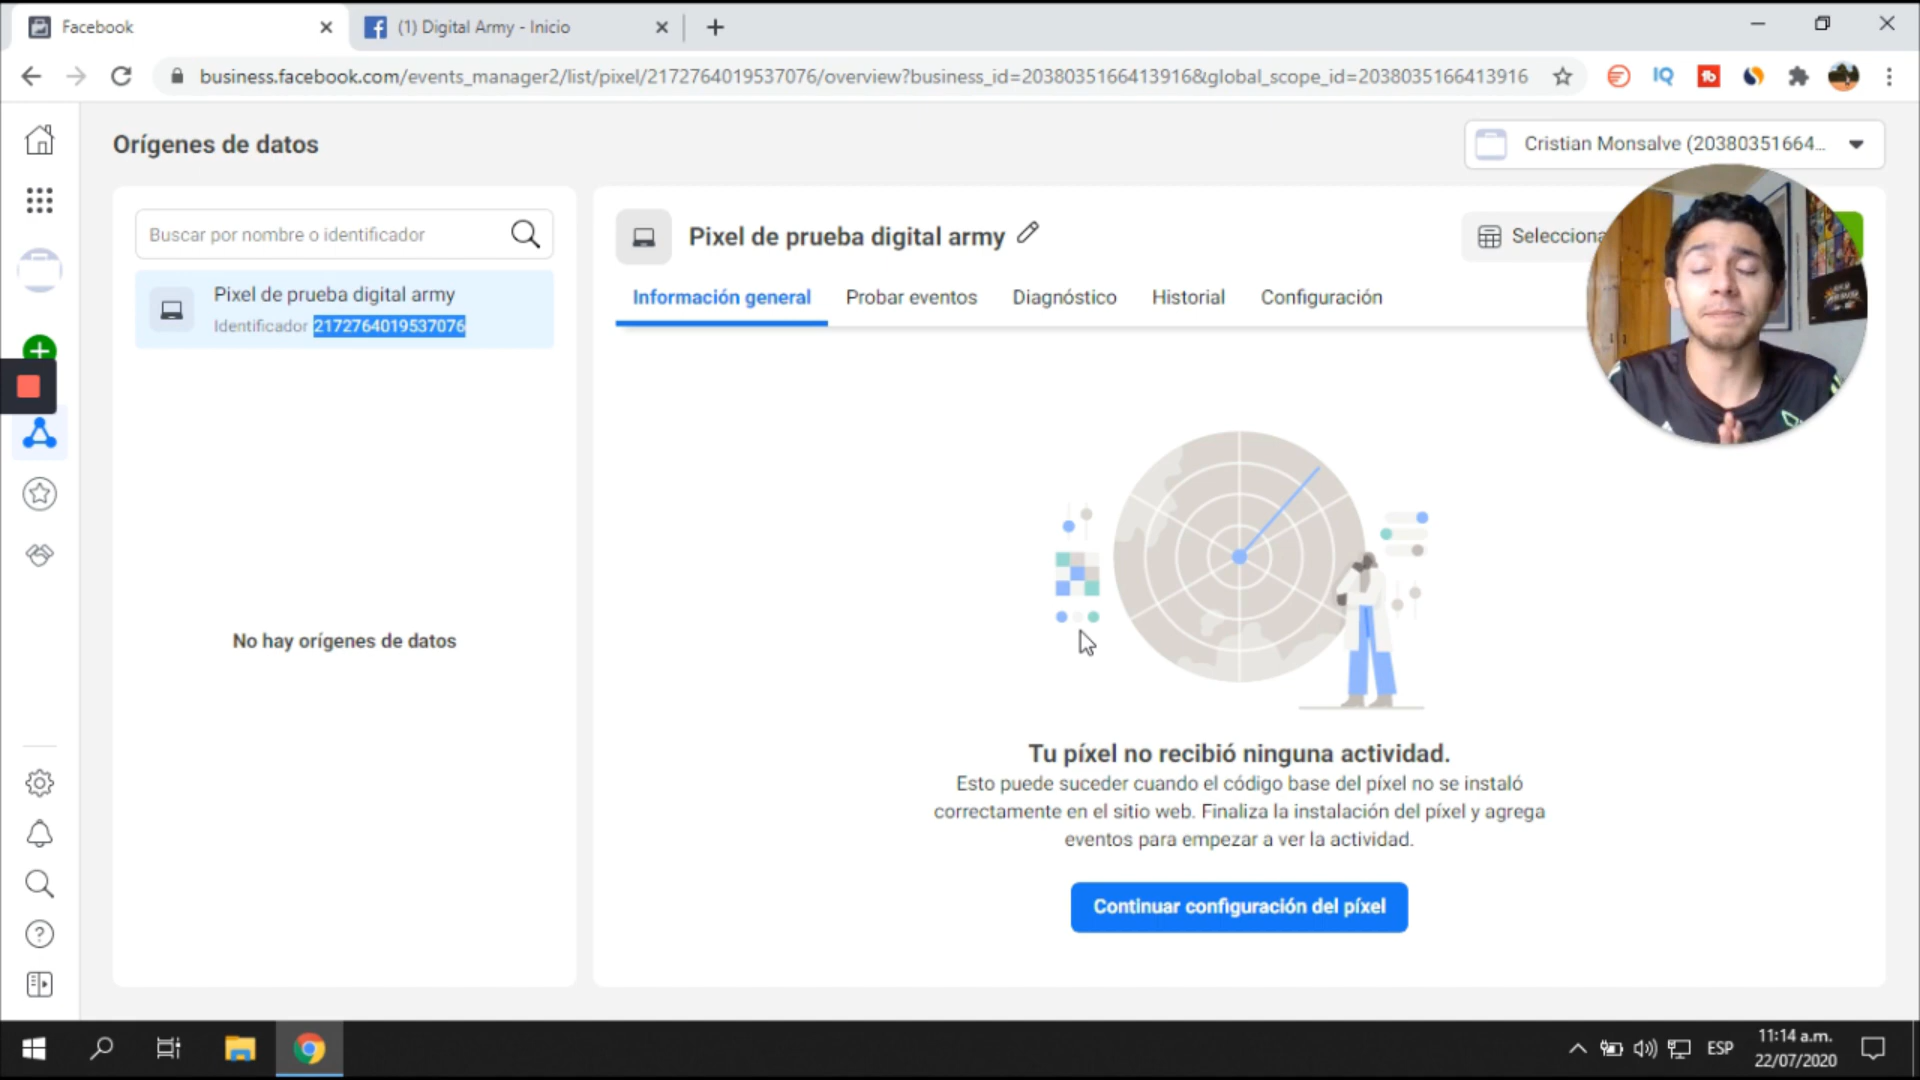 Facebook
(1) Digital Army - Inicio
business.facebook.com/events_manager2/list/pixel/2172764019537076/overview?business_id=2038035166413916&global_scope_id=2038035166413916
Orígenes de datos
Cristian Monsalve (20380351664...
Buscar por nombre o identificador
Pixel de prueba digital army
Identificador 2172764019537076
No hay orígenes de datos
Pixel de prueba digital army
Selecciona
Información general
Probar eventos
Diagnóstico
Historial
Configuración
Tu píxel no recibió ninguna actividad.
Esto puede suceder cuando el código base del píxel no se instaló
correctamente en el sitio web. Finaliza la instalación del píxel y agrega
eventos para empezar a ver la actividad.
Continuar configuración del píxel
ESP
11:14 a.m.
22/07/2020